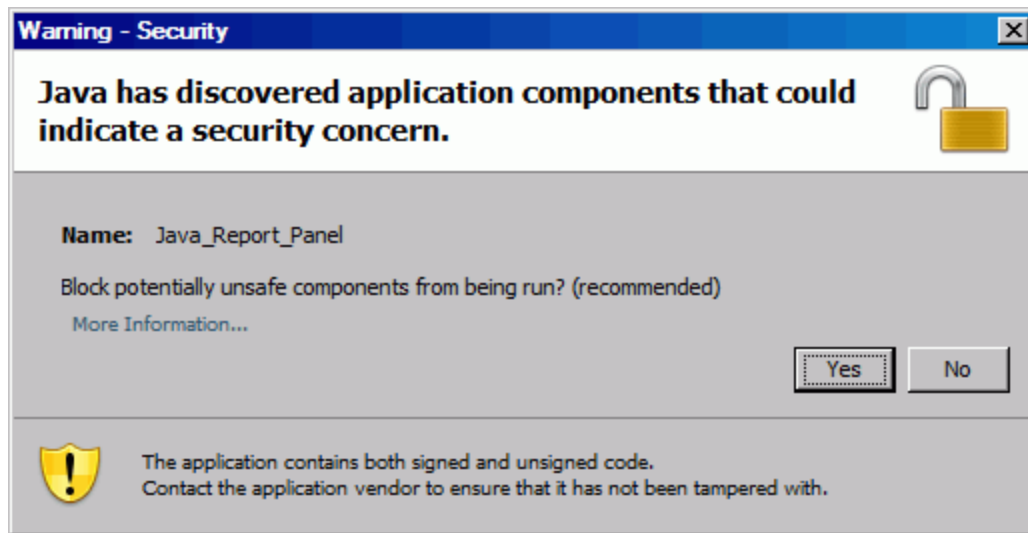 Warning - Security
Java has discovered application components that could
indicate a security concern.
Name: Java_Report_Panel
Block potentially unsafe components from being run? (recommended)
More Information...
Yes No
The application contains both signed and unsigned code.
Contact the application vendor to ensure that it has not been tampered with.